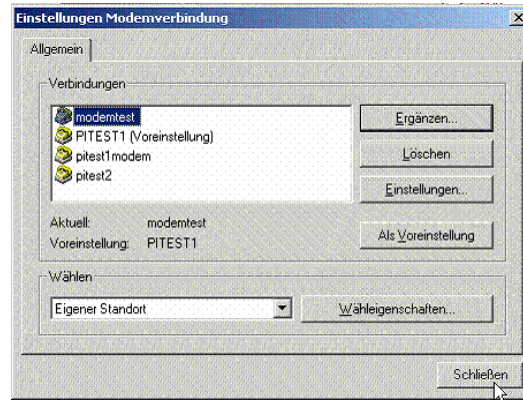 Einstellungen Modemverbindung
Allgemein
Verbindungen
modemtest
PITEST1 (Voreinstellung)
pitest1modem
pitest2
Ergänzen...
Löschen
Einstellungen...
Aktuell: modemtest
Voreinstellung: PITEST1
Als Voreinstellung
Wählen
Eigener Standort
Wähleigenschaften...
Schließen